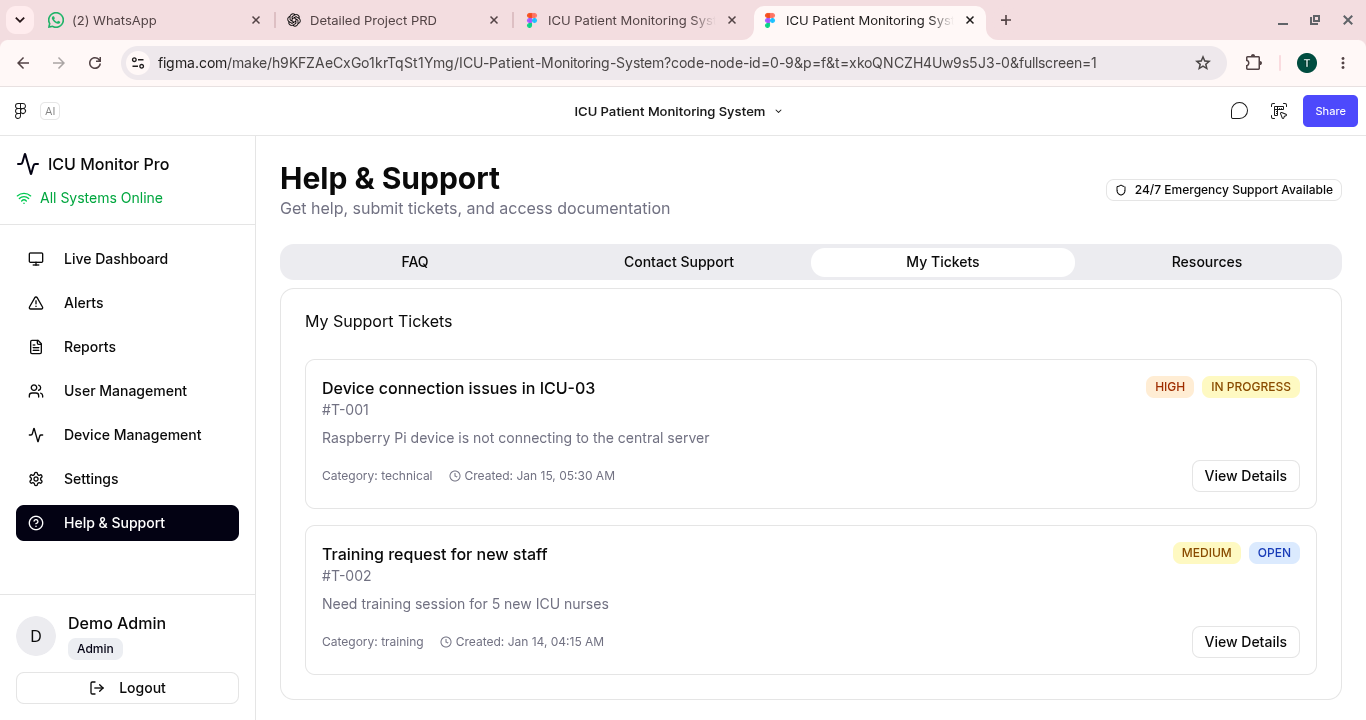 (2) WhatsApp
Detailed Project PRD
ICU Patient Monitoring Sys
ICU Patient Monitoring Sys
figma.com/make/h9KFZAeCxGo1krTqSt1Ymg/ICU-Patient-Monitoring-System?code-node-id=0-9&p=f&t=xkoQNCZH4Uw9s5J3-0&fullscreen=1
T
AI
ICU Patient Monitoring System
Share
ICU Monitor Pro
All Systems Online
Live Dashboard
Alerts
Reports
User Management
Device Management
Settings
Help & Support
D
Demo Admin
Admin
Logout
Help & Support
Get help, submit tickets, and access documentation
24/7 Emergency Support Available
FAQ
Contact Support
My Tickets
Resources
My Support Tickets
Device connection issues in ICU-03
HIGH
IN PROGRESS
#T-001
Raspberry Pi device is not connecting to the central server
Category: technical
Created: Jan 15, 05:30 AM
View Details
Training request for new staff
MEDIUM
OPEN
#T-002
Need training session for 5 new ICU nurses
Category: training
Created: Jan 14, 04:15 AM
View Details